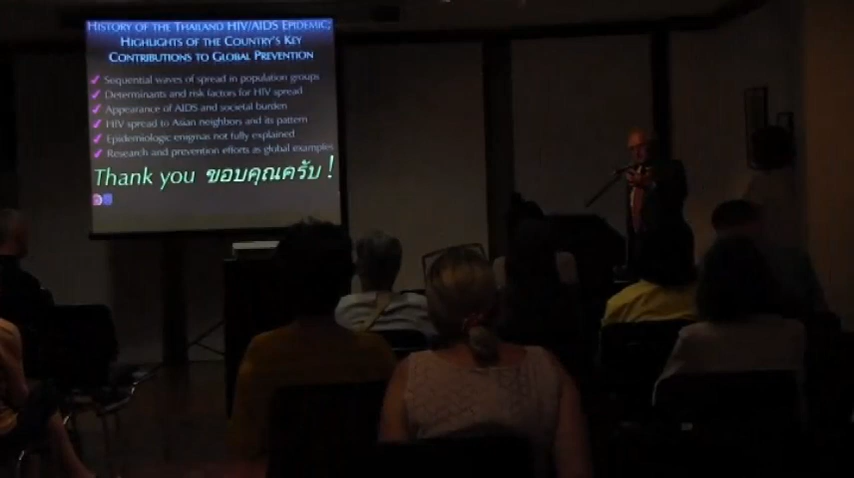 HISTORY OF THE THAILAND HIV/AIDS EPIDEMIC;
HIGHLIGHTS OF THE COUNTRY'S KEY
CONTRIBUTIONS TO GLOBAL PREVENTION
✓ Sequential waves of spread in population groups
✓ Determinants and risk factors for HIV spread
✓ Appearance of AIDS and societal burden
✓ HIV spread to Asian neighbors and its pattern
✓ Epidemiologic enigmas not fully explained
✓ Research and prevention efforts as global examples
Thank you ขอบคุณครับ !